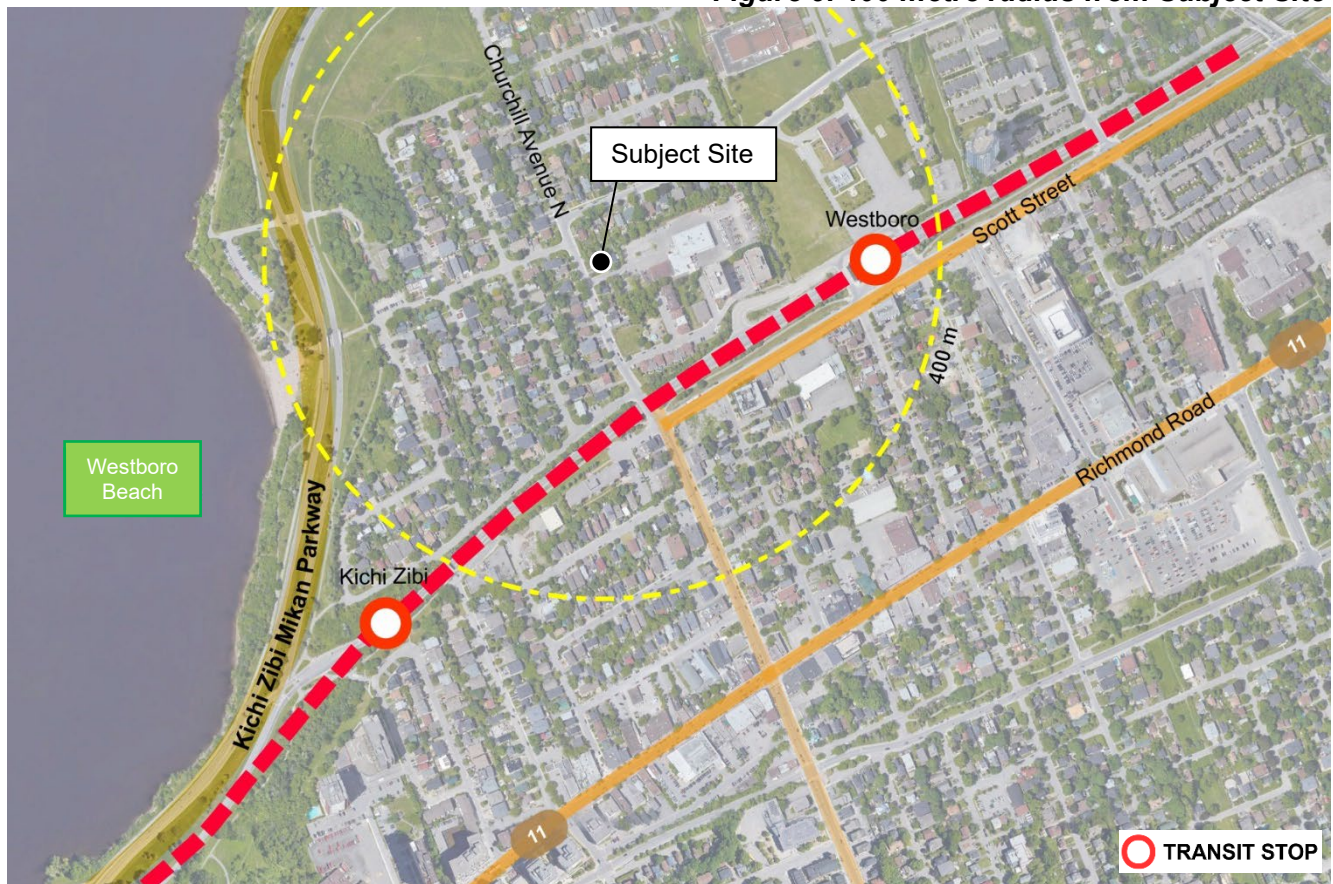 Churchill Avenue N
Subject Site
Westboro
Scott Street
400 m
11
Richmond Road
Westboro
Beach
Kichi Zibi
Kichi Zibi Mikan Parkway
11
TRANSIT STOP